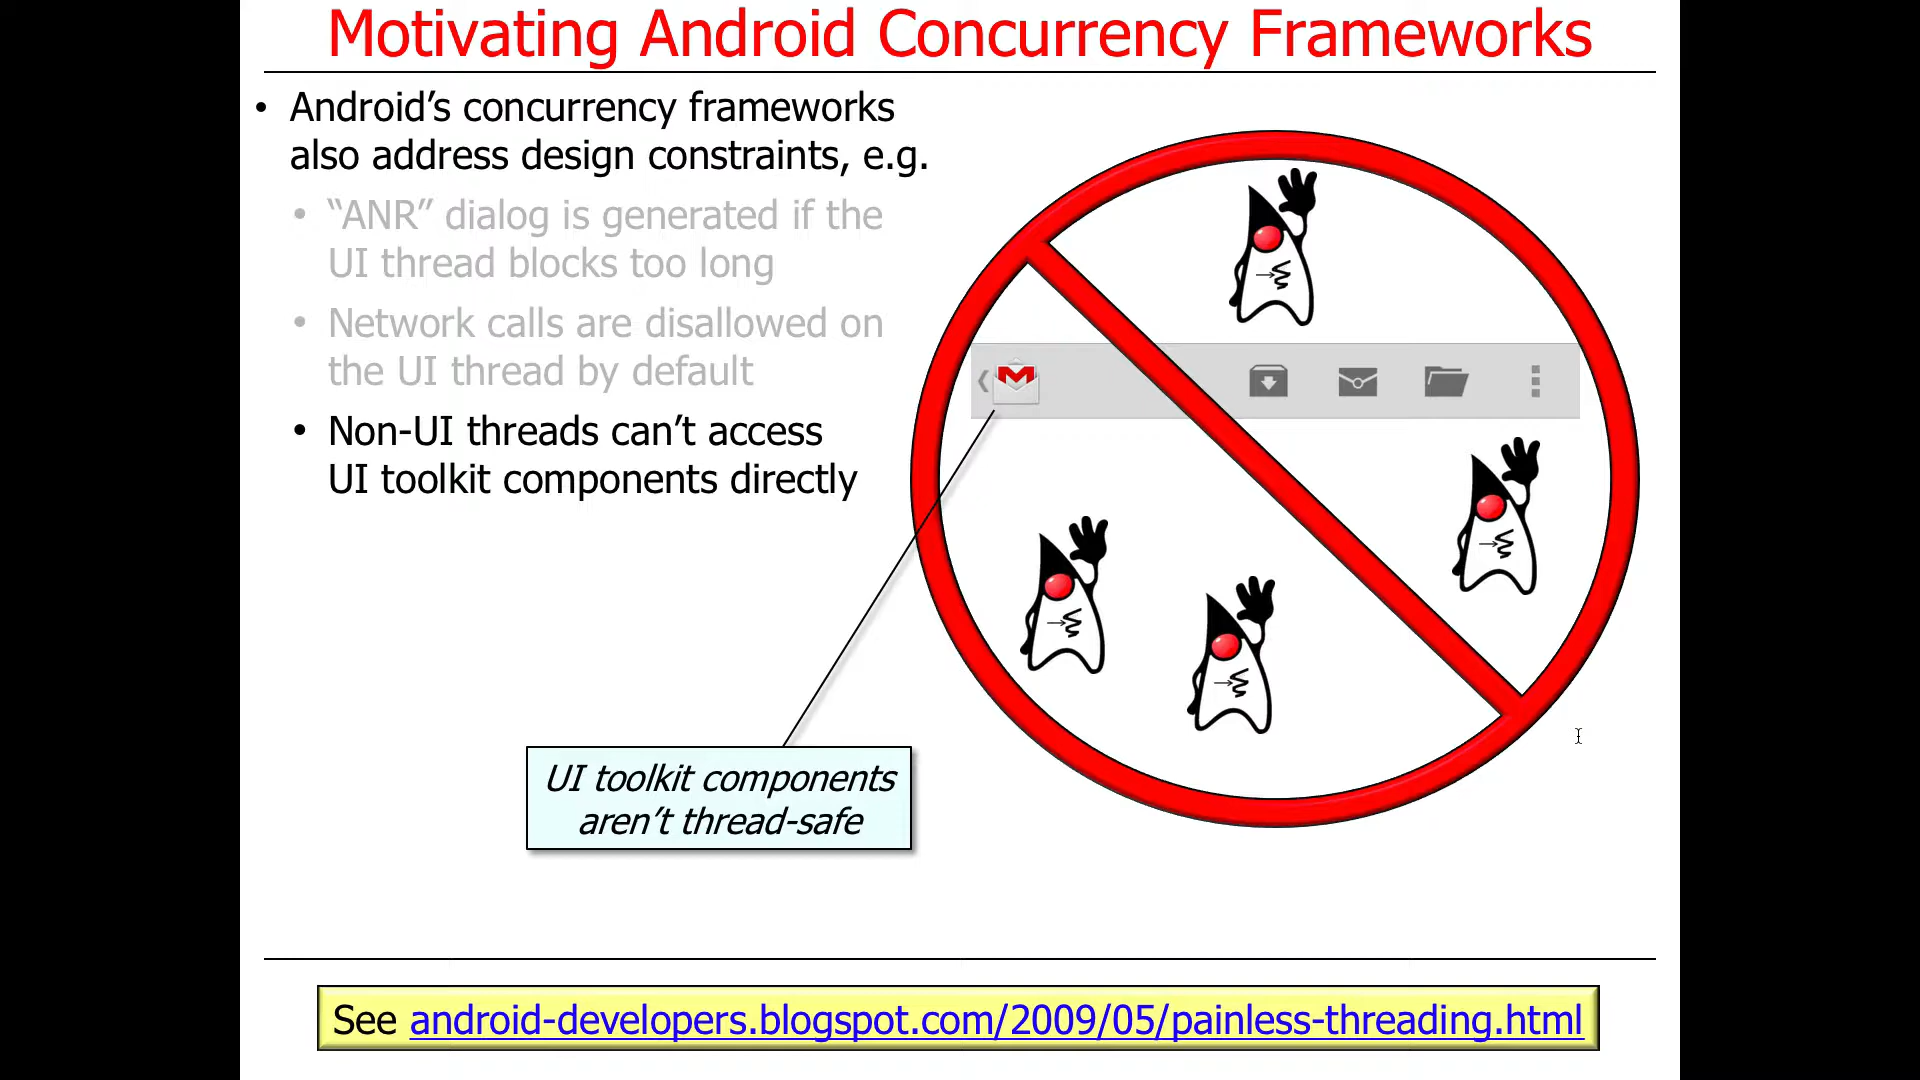 Motivating Android Concurrency Frameworks
• Android’s concurrency frameworks
also address design constraints, e.g.
• “ANR” dialog is generated if the
UI thread blocks too long
• Network calls are disallowed on
the UI thread by default
• Non-UI threads can’t access
UI toolkit components directly
UI toolkit components
aren’t thread-safe
See android-developers.blogspot.com/2009/05/painless-threading.html